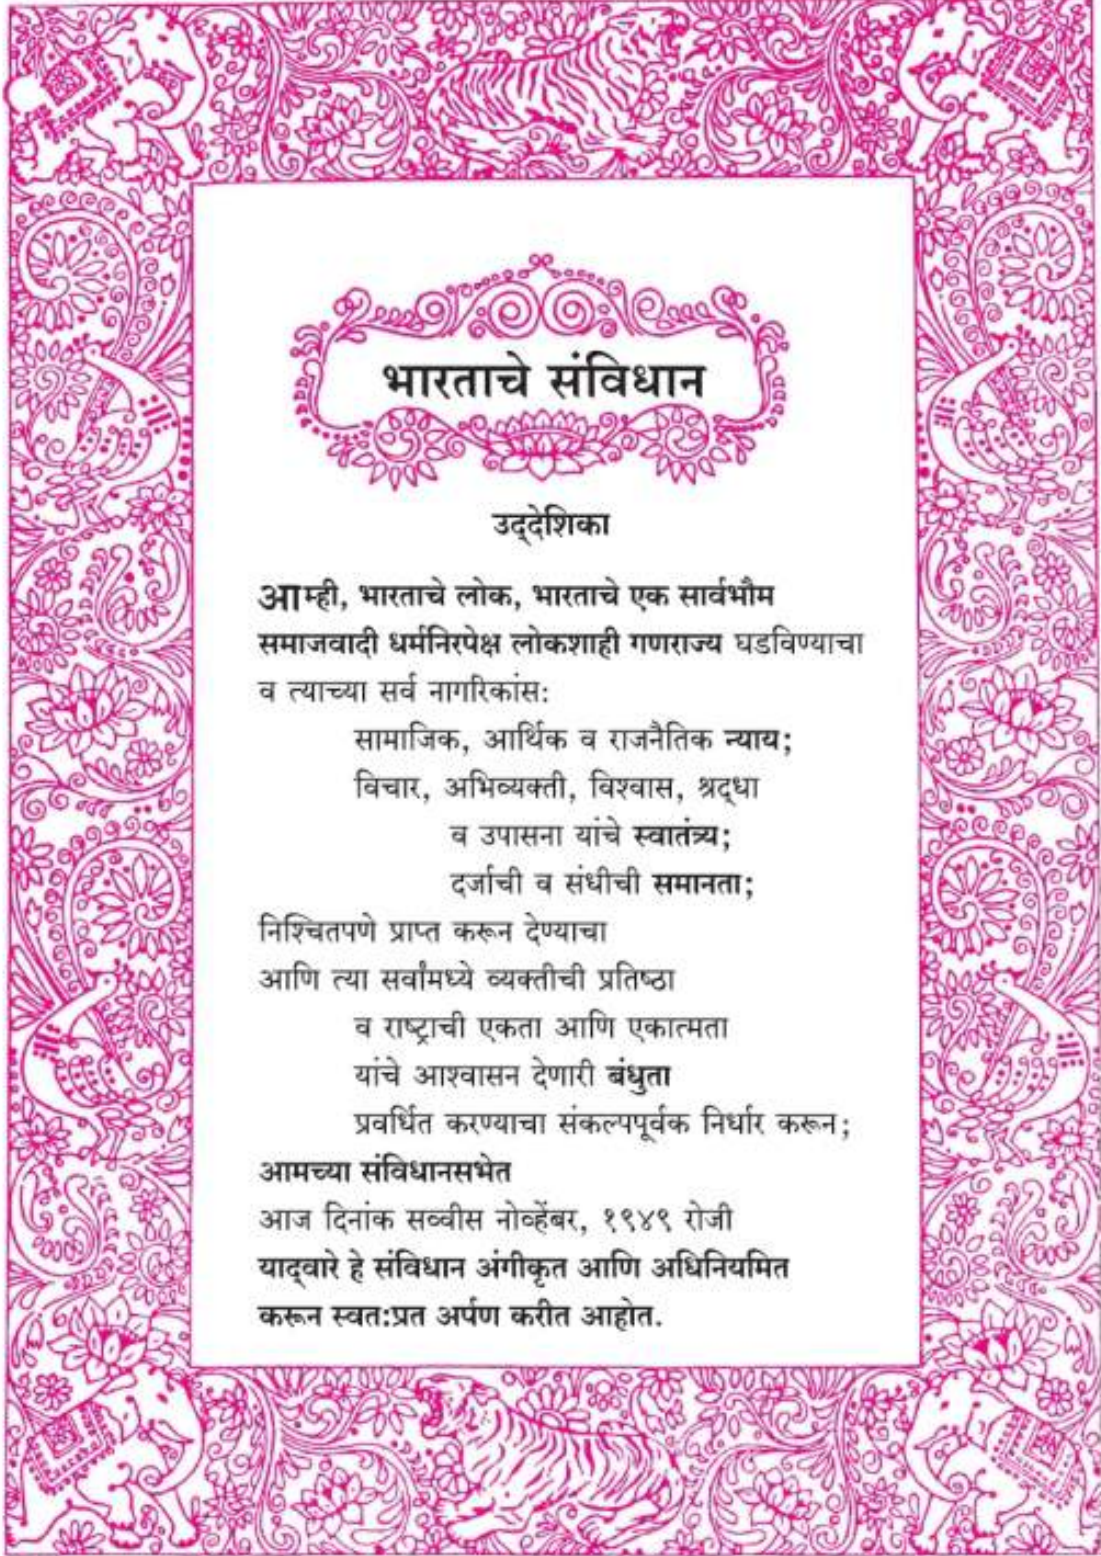 भारताचे संविधान
उद्‌देशिका
आम्ही, भारताचे लोक, भारताचे एक सार्वभौम
समाजवादी धर्मनिरपेक्ष लोकशाही गणराज्य घडविण्याचा
व त्याच्या सर्व नागरिकांस:
सामाजिक, आर्थिक व राजनैतिक न्याय;
विचार, अभिव्यक्ती, विश्वास, श्रद्‌धा
व उपासना यांचे स्वातंत्र्य;
दर्जाची व संधीची समानता;
निश्चितपणे प्राप्त करून देण्याचा
आणि त्या सर्वांमध्ये व्यक्तीची प्रतिष्ठा
व राष्ट्राची एकता आणि एकात्मता
यांचे आश्वासन देणारी बंधुता
प्रवर्धित करण्याचा संकल्पपूर्वक निर्धार करून;
आमच्या संविधानसभेत
आज दिनांक सव्वीस नोव्हेंबर, १९४९ रोजी
याद्‌वारे हे संविधान अंगीकृत आणि अधिनियमित
करून स्वत:प्रत अर्पण करीत आहोत.